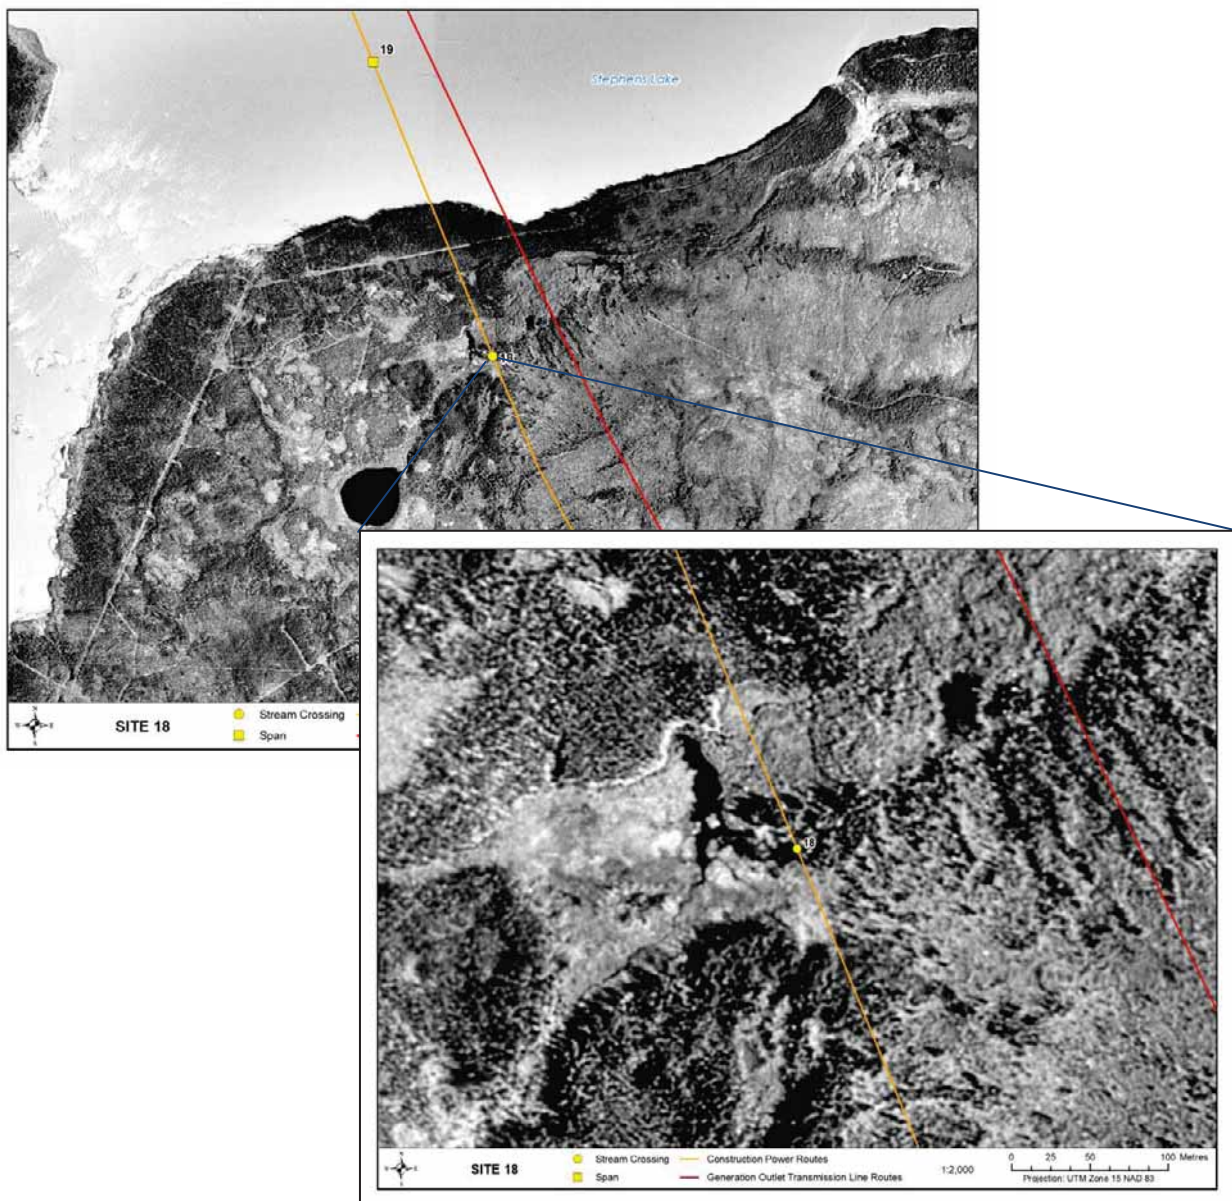 19
Stephens Lake
18
SITE 18
Stream Crossing
Span
18
SITE 18
Stream Crossing
Span
Construction Power Routes
Generation Outlet Transmission Line Routes
1:2,000
0 25 50 100 Metres
Projection: UTM Zone 15 NAD 83